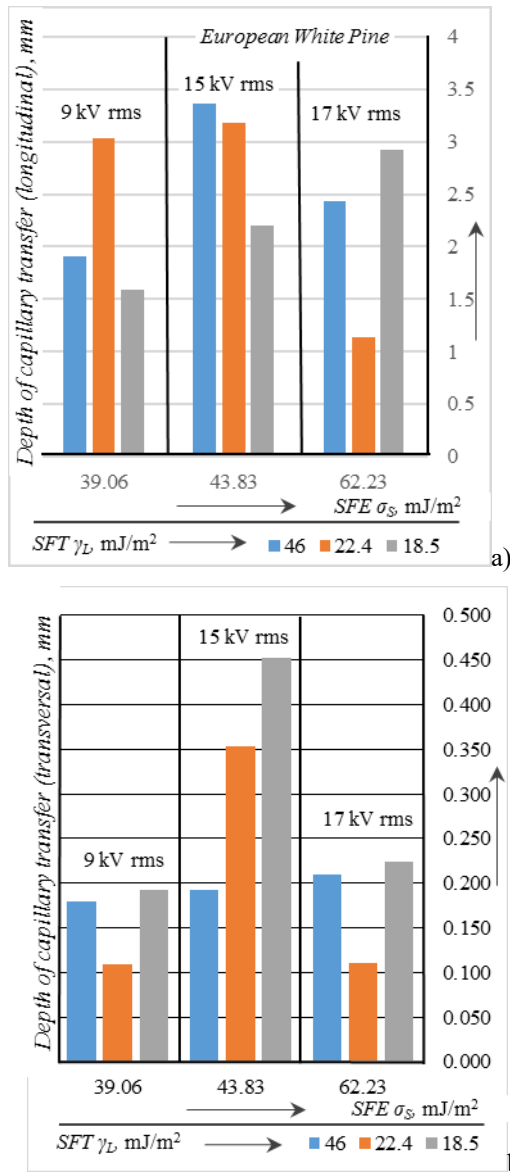 European White Pine
Depth of capillary transfer (longitudinal), mm
9 kV rms
15 kV rms
17 kV rms
4
3.5
3
2.5
2
1.5
1
0.5
0
39.06 43.83 62.23
SFE σS, mJ/m²
SFT γL, mJ/m² 46 22.4 18.5
a)
Depth of capillary transfer (transversal), mm
15 kV rms
17 kV rms
9 kV rms
0.500
0.450
0.400
0.350
0.300
0.250
0.200
0.150
0.100
0.050
0.000
39.06 43.83 62.23
SFE σS, mJ/m²
SFT γL, mJ/m² 46 22.4 18.5